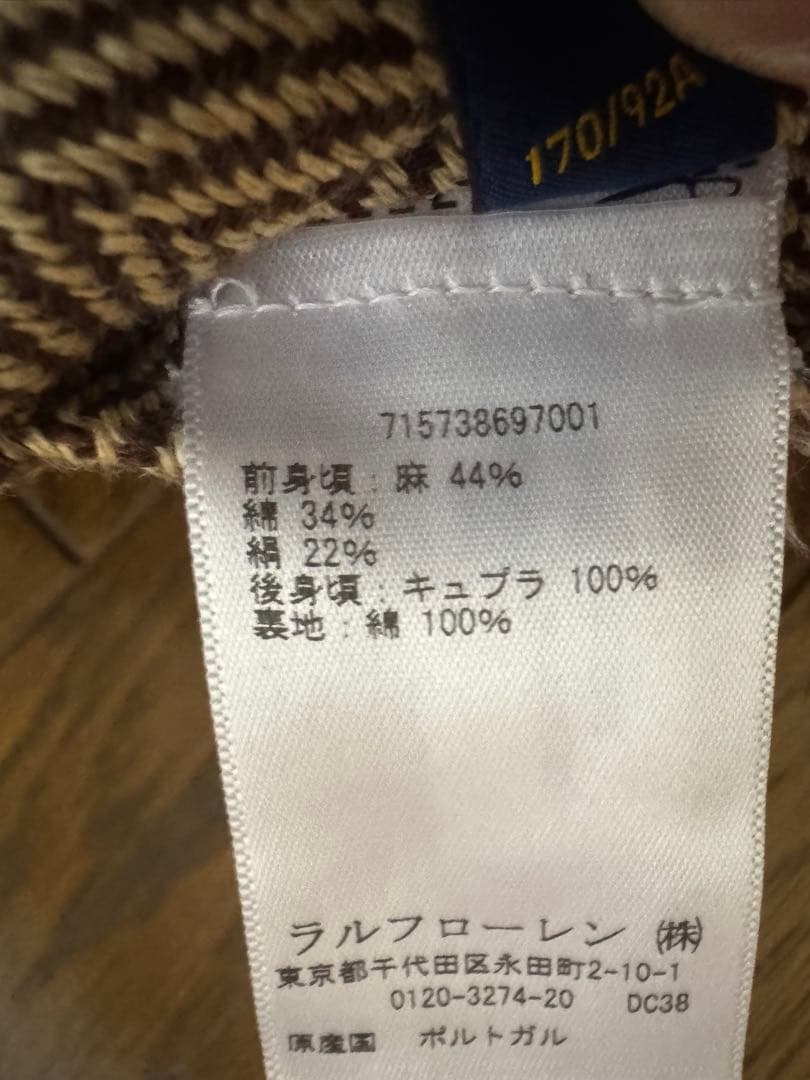 170/92A
715738697001
前身頃：麻 44%
綿 34%
絹 22%
後身頃：キュプラ 100%
裏地：綿 100%
ラルフローレン ㈱
東京都千代田区永田町2-10-1
0120-3274-20 DC38
原産国 ポルトガル